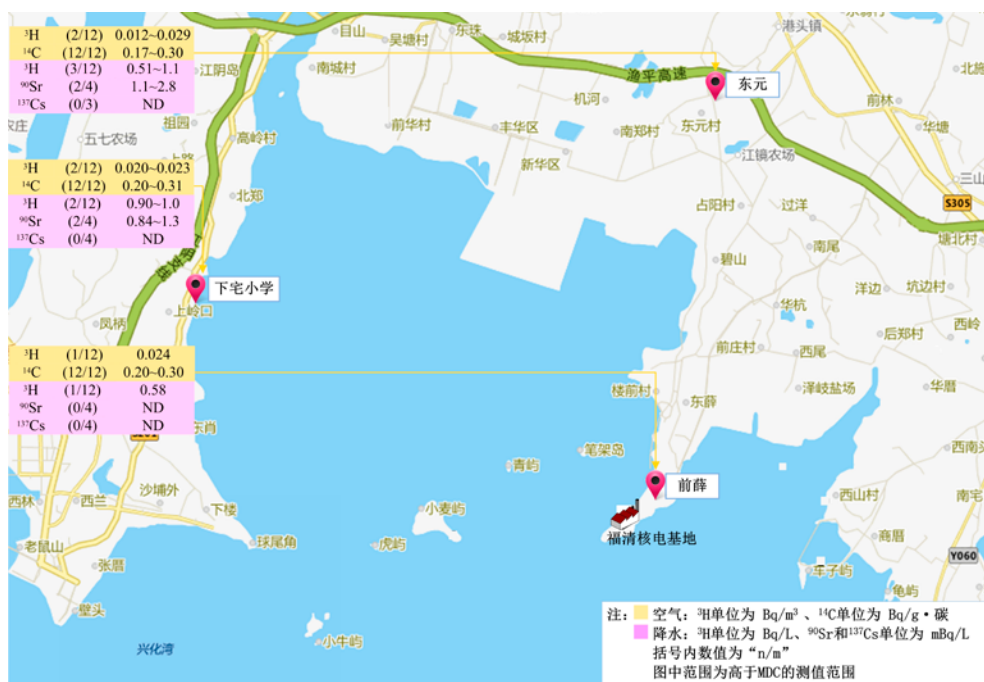 ³H (2/12) 0.012~0.029
¹⁴C (12/12) 0.17~0.30
³H (3/12) 0.51~1.1
⁹⁰Sr (2/4) 1.1~2.8
¹³⁷Cs (0/3) ND
³H (2/12) 0.020~0.023
¹⁴C (12/12) 0.20~0.31
³H (2/12) 0.90~1.0
⁹⁰Sr (2/4) 0.84~1.3
¹³⁷Cs (0/4) ND
³H (1/12) 0.024
¹⁴C (12/12) 0.20~0.30
³H (1/12) 0.58
⁹⁰Sr (0/4) ND
¹³⁷Cs (0/4) ND
目山
吴塘村
东珠
城坂村
港头镇
江阴岛
南城村
渔平高速
东元
北施
机河
前林
农庄
祖园
五七农场
高岭村
前华村
丰华区
南郑村
东元村
华塘
新华区
江镜农场
三山
北郑
占阳村
过洋
S305
塘北村
南尾
碧山
下宅小学
上岭口
洋边
坑边村
华杭
凤柄
后郑村
西岭
前庄村
西尾
楼前村
泽岐盐场
华厝
东薛
东肖
笔架岛
西南头
青屿
前薛
沙埔外
西林
西兰
下楼
小麦屿
西山村
南宅
福清核电基地
商厝
老鼠山
球尾角
虎屿
Y060
张厝
车子屿
龟屿
壁头
小牛屿
兴化湾
注： 空气：³H单位为 Bq/m³ 、¹⁴C单位为 Bq/g·碳
降水：³H单位为 Bq/L、⁹⁰Sr和¹³⁷Cs单位为 mBq/L
括号内数值为“n/m”
图中范围为高于MDC的测值范围